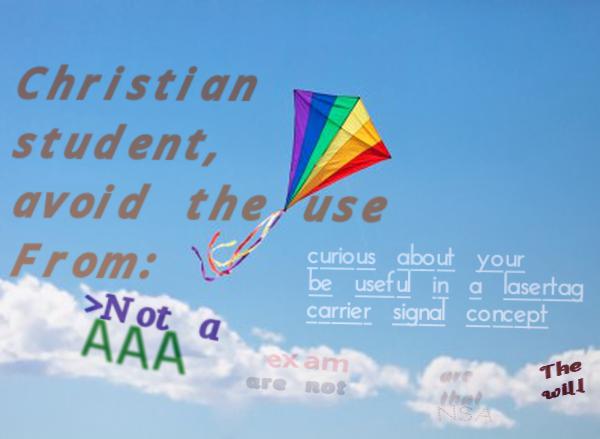 Christian
student,
avoid the use
From:
curious about your
be useful in a lasertag
carrier signal concept
>Not a
AAA
exam
are not
are
that
NSA
The
will